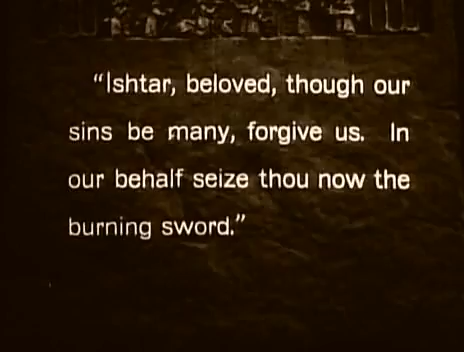 “Ishtar, beloved, though our
sins be many, forgive us. In
our behalf seize thou now the
burning sword.”